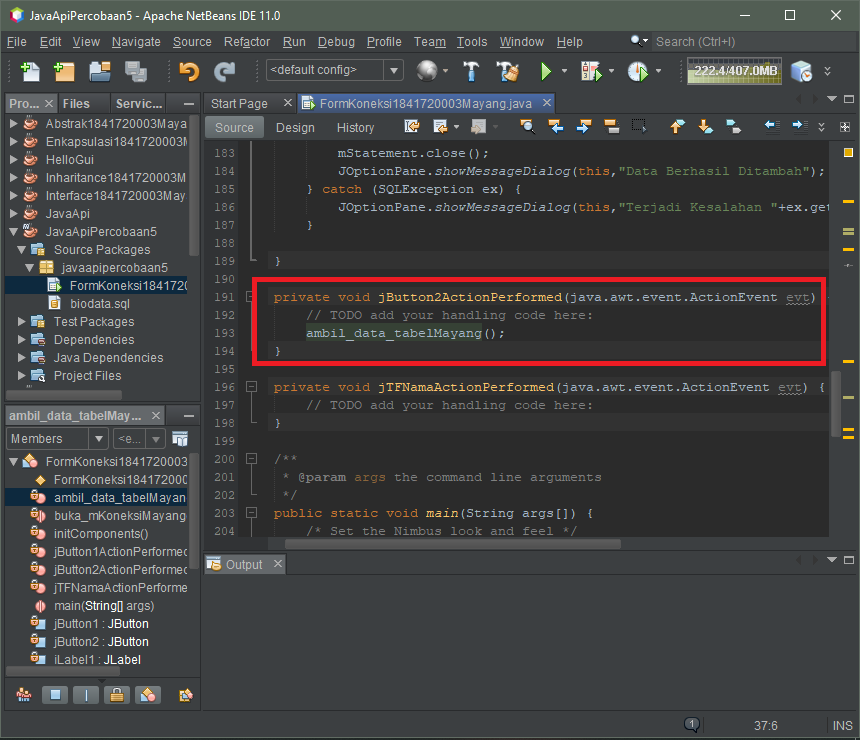 JavaApiPercobaan5 - Apache NetBeans IDE 11.0
File Edit View Navigate Source Refactor Run Debug Profile Team Tools Window Help Search (Ctrl+I)
<default config> 222.4/407.0MB
Pro... Files Servic...
Abstrak1841720003Maya
Enkapsulasi1841720003M
HelloGui
Inharitance1841720003M
Interface1841720003May
JavaApi
JavaApiPercobaan5
Source Packages
javaapipercobaan5
FormKoneksi1841720
biodata.sql
Test Packages
Dependencies
Java Dependencies
Project Files
ambil_data_tabelMay...
Members <e...
FormKoneksi1841720003
FormKoneksi184172000
ambil_data_tabelMayan
buka_mKoneksiMayang
initComponents()
jButton1ActionPerformed
jButton2ActionPerformed
jTFNamaActionPerforme
main(String[] args)
jButton1 : JButton
jButton2 : JButton
jLabel1 : JLabel
Start Page FormKoneksi1841720003Mayang.java
Source Design History
183 mStatement.close();
184 JOptionPane.showMessageDialog(this,"Data Berhasil Ditambah");
185 } catch (SQLException ex) {
186 JOptionPane.showMessageDialog(this,"Terjadi Kesalahan "+ex.get
187 }
188
189 }
190
191 private void jButton2ActionPerformed(java.awt.event.ActionEvent evt)
192 // TODO add your handling code here:
193 ambil_data_tabelMayang();
194 }
195
196 private void jTFNamaActionPerformed(java.awt.event.ActionEvent evt) {
197 // TODO add your handling code here:
198 }
199
200 /**
201 * @param args the command line arguments
202 */
203 public static void main(String args[]) {
204 /* Set the Nimbus look and feel */
Output
1 37:6 INS